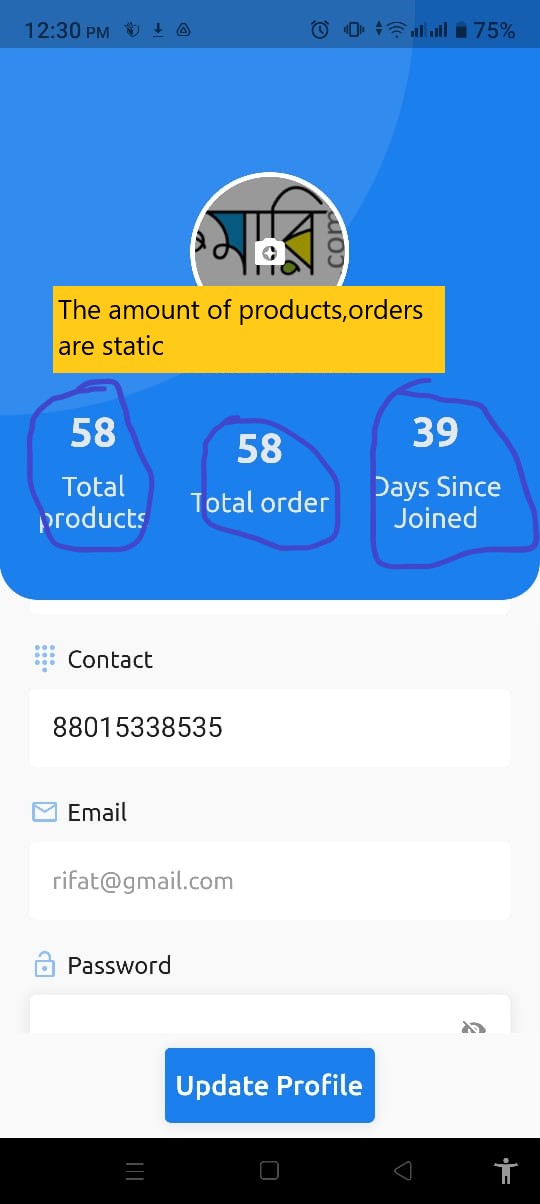 12:30 PM 75%
মারি
com
The amount of products,orders
are static
58
Total
products
58
Total order
39
Days Since
Joined
Contact
88015338535
Email
rifat@gmail.com
Password
Update Profile